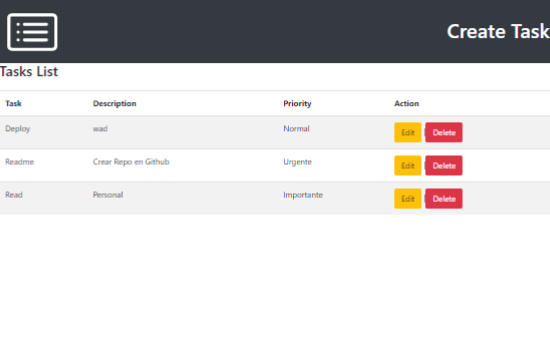 Create Task
Tasks List
Task Description Priority Action
Deploy wad Normal Edit Delete
Readme Crear Repo en Github Urgente Edit Delete
Read Personal Importante Edit Delete